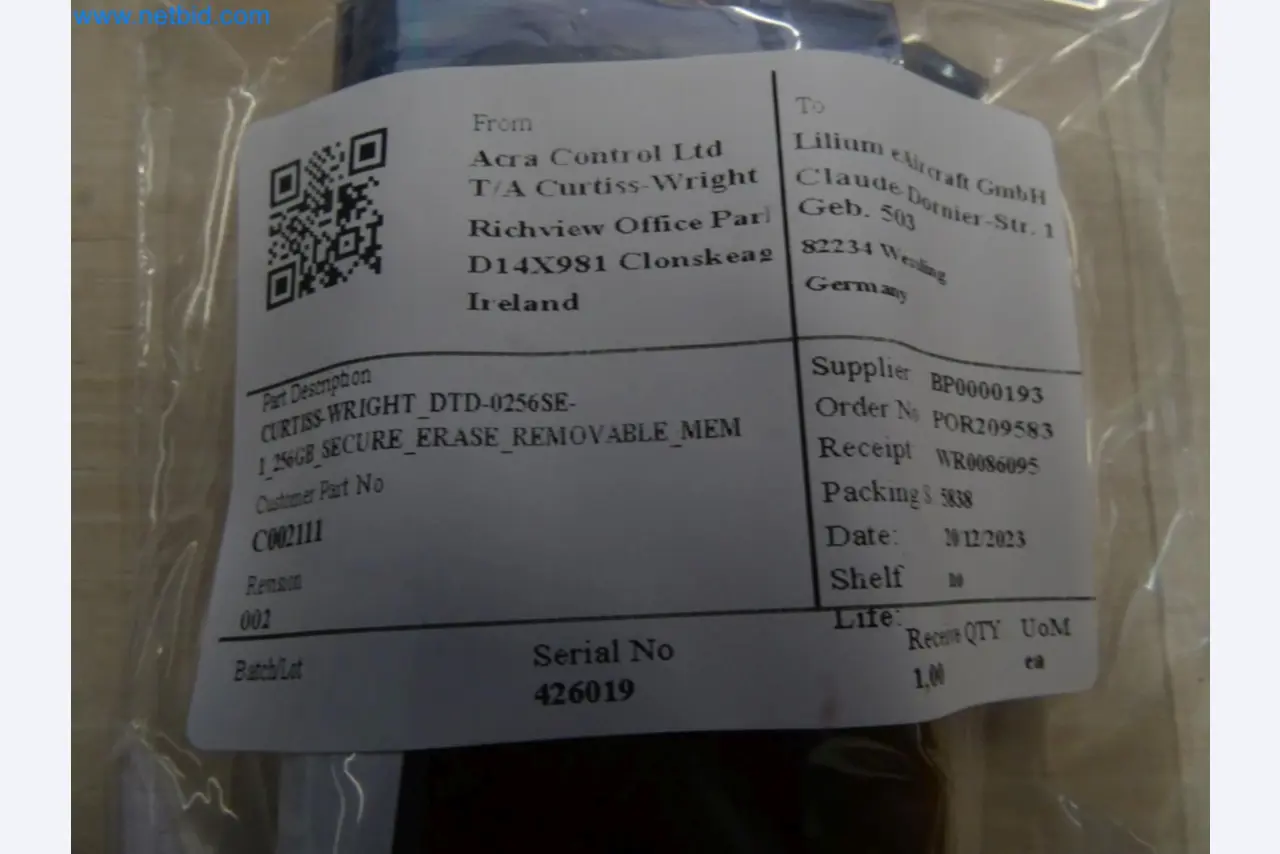 www.netbid.com
From
Acra Control Ltd
T/A Curtiss-Wright
Richview Office Par
D14X981 Clonskeag
Ireland
To
Lilium eAircraft GmbH
Claude-Dornier-Str. 1
Geb. 503
82234 Wessling
Germany
Part Description
CURTISS-WRIGHT_DTD-0256SE-
1_256GB_SECURE_ERASE_REMOVABLE_MEM
Customer Part No
C002111
Revision
002
Supplier BP0000193
Order No POR209583
Receipt WR0086095
Packing S. 5838
Date: 20/12/2023
Shelf no
Life:
Batch/Lot
Serial No
426019
Receive QTY UoM
1,00 ea